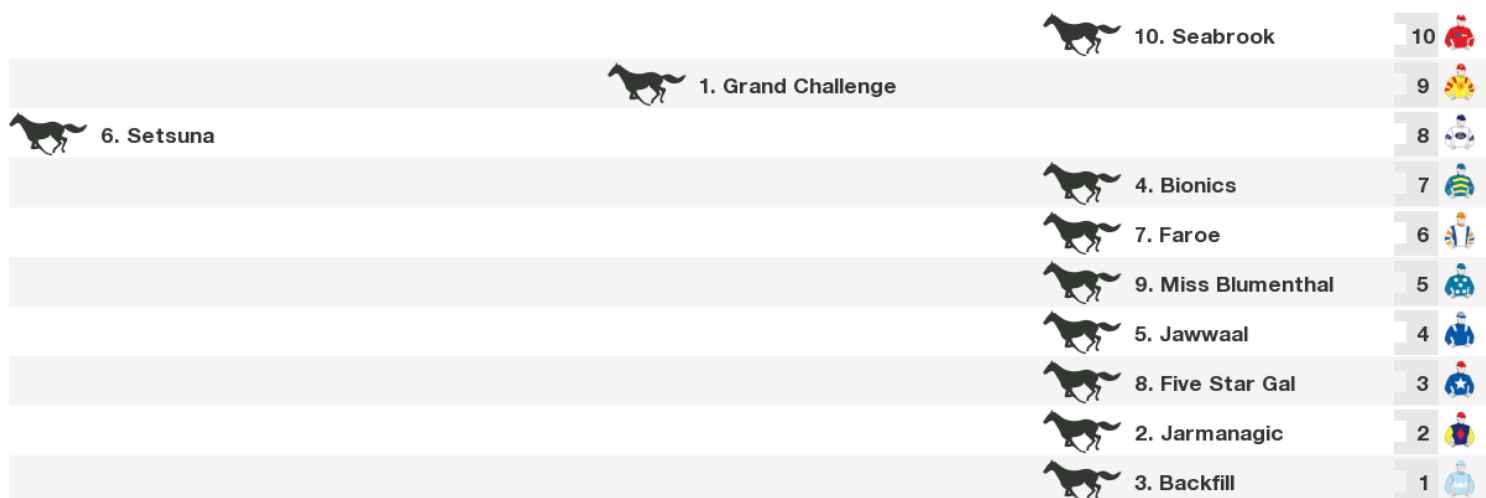 10. Seabrook 10
1. Grand Challenge 9
6. Setsuna 8
4. Bionics 7
7. Faroe 6
9. Miss Blumenthal 5
5. Jawwaal 4
8. Five Star Gal 3
2. Jarmanagic 2
3. Backfill 1